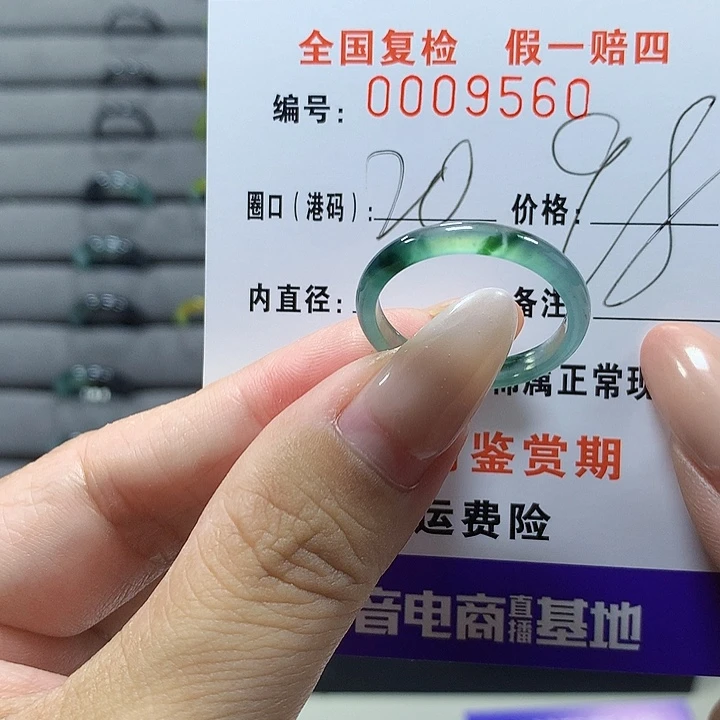 全国复检 假一赔四
编号: 0009560
圈口(港码): 20 价格: 98
内直径: 备注
属正常现
鉴赏期
运费险
音电商直播基地